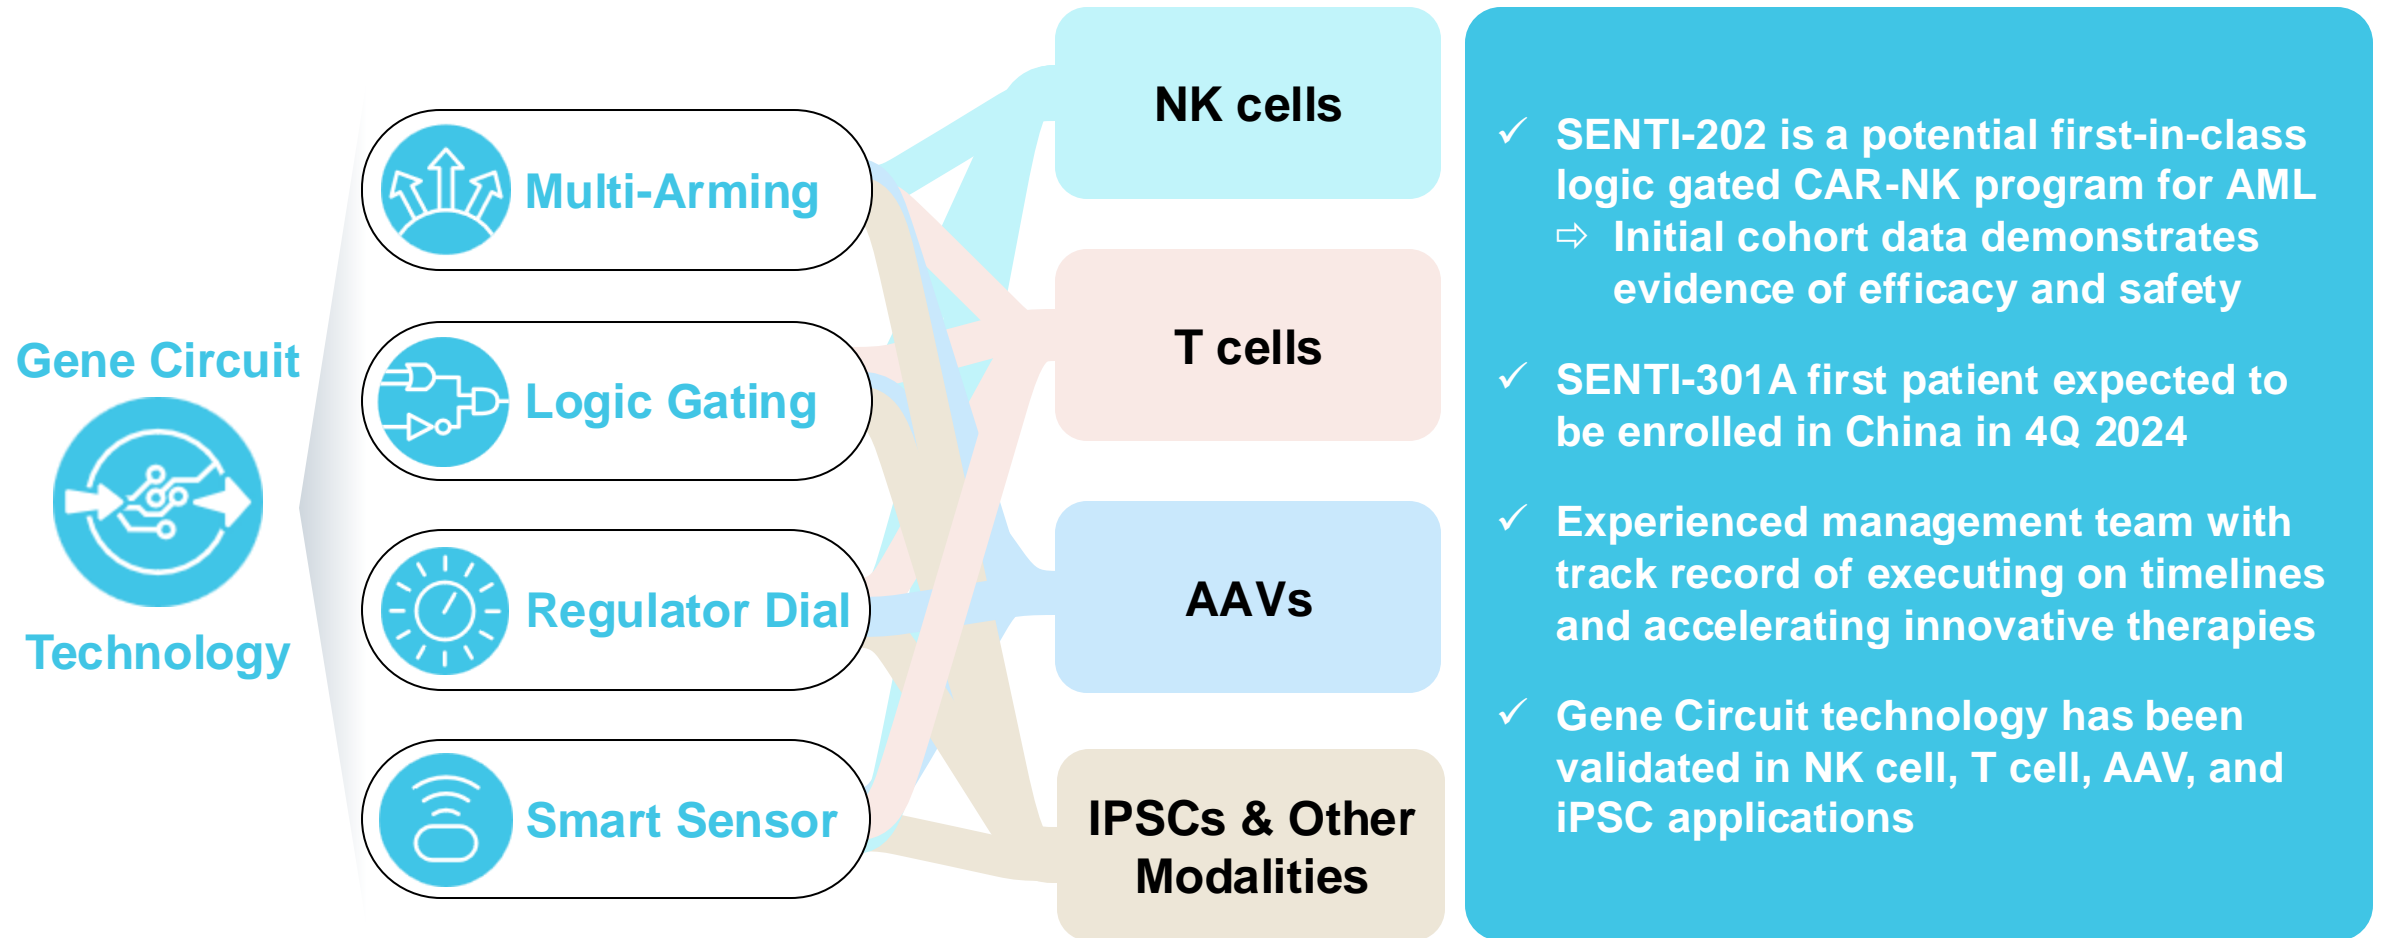 Gene Circuit
Technology
Multi-Arming
Logic Gating
Regulator Dial
Smart Sensor
NK cells
T cells
AAVs
IPSCs & Other
Modalities
✓ SENTI-202 is a potential first-in-class
logic gated CAR-NK program for AML
⇨ Initial cohort data demonstrates
evidence of efficacy and safety
✓ SENTI-301A first patient expected to
be enrolled in China in 4Q 2024
✓ Experienced management team with
track record of executing on timelines
and accelerating innovative therapies
✓ Gene Circuit technology has been
validated in NK cell, T cell, AAV, and
iPSC applications